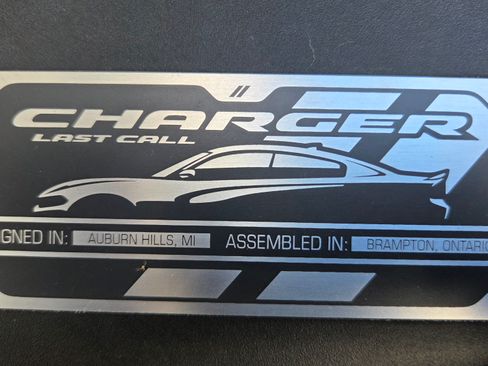 CHARGER
LAST CALL
GNED IN: AUBURN HILLS, MI ASSEMBLED IN: BRAMPTON, ONTARIO